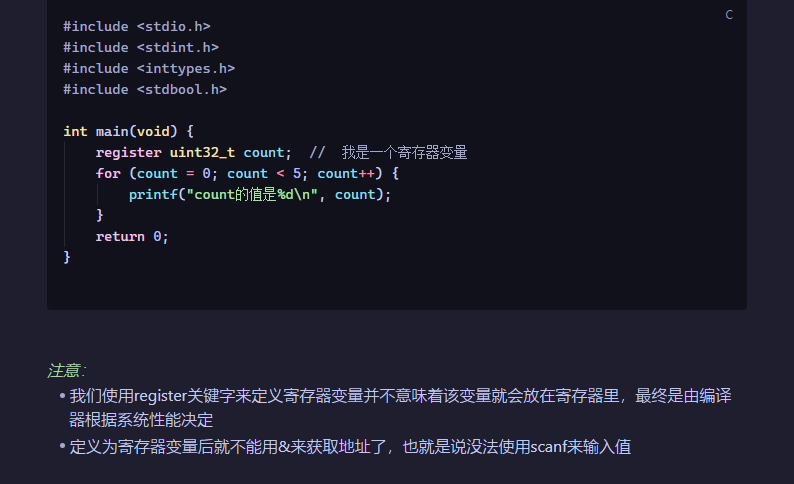 C
#include <stdio.h>
#include <stdint.h>
#include <inttypes.h>
#include <stdbool.h>
int main(void) {
    register uint32_t count;  //  我是一个寄存器变量
    for (count = 0; count < 5; count++) {
        printf("count的值是%d\n", count);
    }
    return 0;
}
注意：
• 我们使用register关键字来定义寄存器变量并不意味着该变量就会放在寄存器里，最终是由编译
器根据系统性能决定
• 定义为寄存器变量后就不能用&来获取地址了，也就是说没法使用scanf来输入值